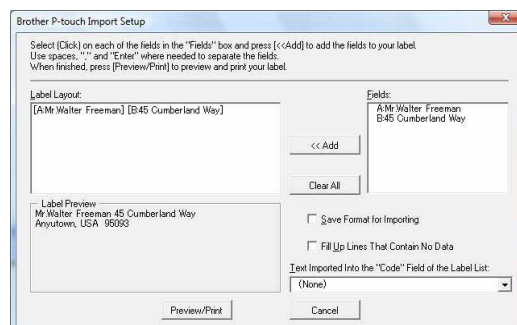 Brother P-touch Import Setup
Select (Click) on each of the fields in the "Fields" box and press [<<Add] to add the fields to your label.
Use spaces, "," and "Enter" where needed to separate the fields.
When finished, press [Preview/Print] to preview and print your label.
Label Layout:
[A:Mr.Walter Freeman] [B:45 Cumberland Way]
Fields:
A:Mr.Walter Freeman
B:45 Cumberland Way
<< Add
Clear All
Label Preview
Mr.Walter Freeman 45 Cumberland Way
Anyutown, USA 95093
Save Format for Importing
Fill Up Lines That Contain No Data
Text Imported Into the "Code" Field of the Label List:
(None)
Preview/Print
Cancel